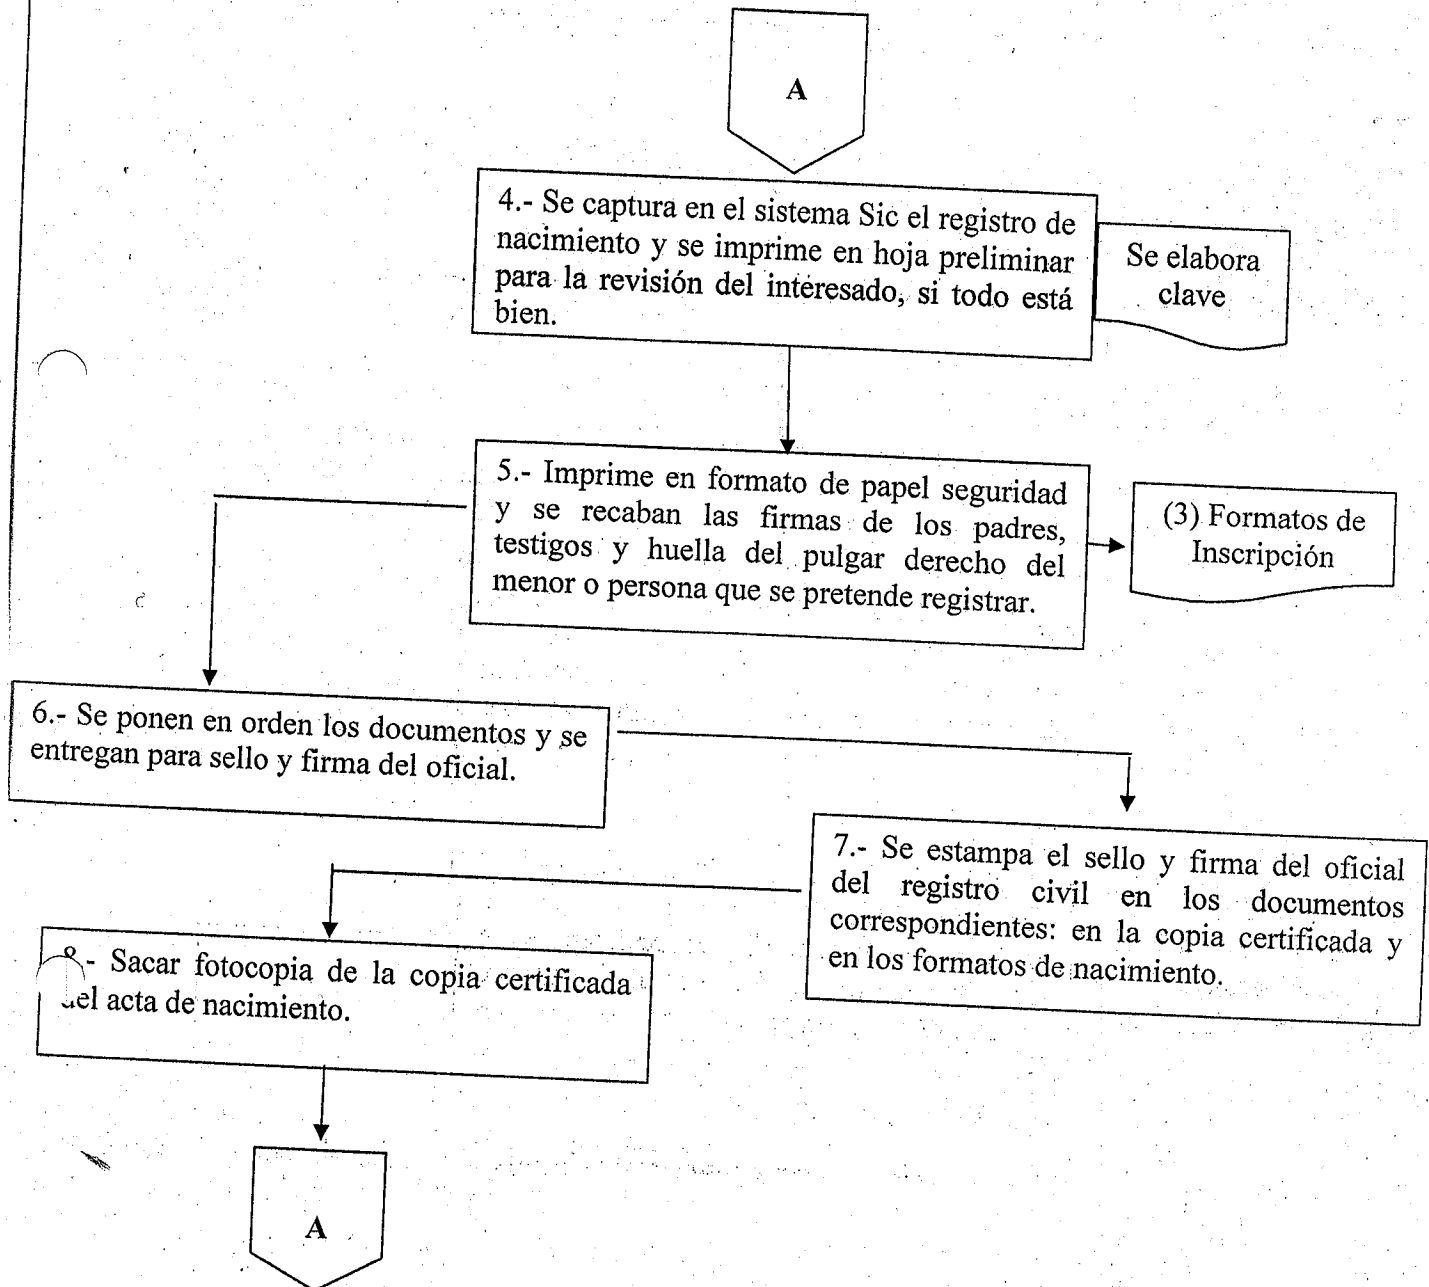 A
4.- Se captura en el sistema Sic el registro de
nacimiento y se imprime en hoja preliminar
para la revisión del interesado, si todo está
bien.
Se elabora
clave
5.- Imprime en formato de papel seguridad
y se recaban las firmas de los padres,
testigos y huella del pulgar derecho del
menor o persona que se pretende registrar.
(3) Formatos de
Inscripción
6.- Se ponen en orden los documentos y se
entregan para sello y firma del oficial.
7.- Se estampa el sello y firma del oficial
del registro civil en los documentos
correspondientes: en la copia certificada y
en los formatos de nacimiento.
8.- Sacar fotocopia de la copia certificada
del acta de nacimiento.
A